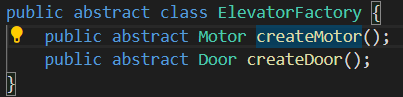 public abstract class ElevatorFactory {
    public abstract Motor createMotor();
    public abstract Door createDoor();
}